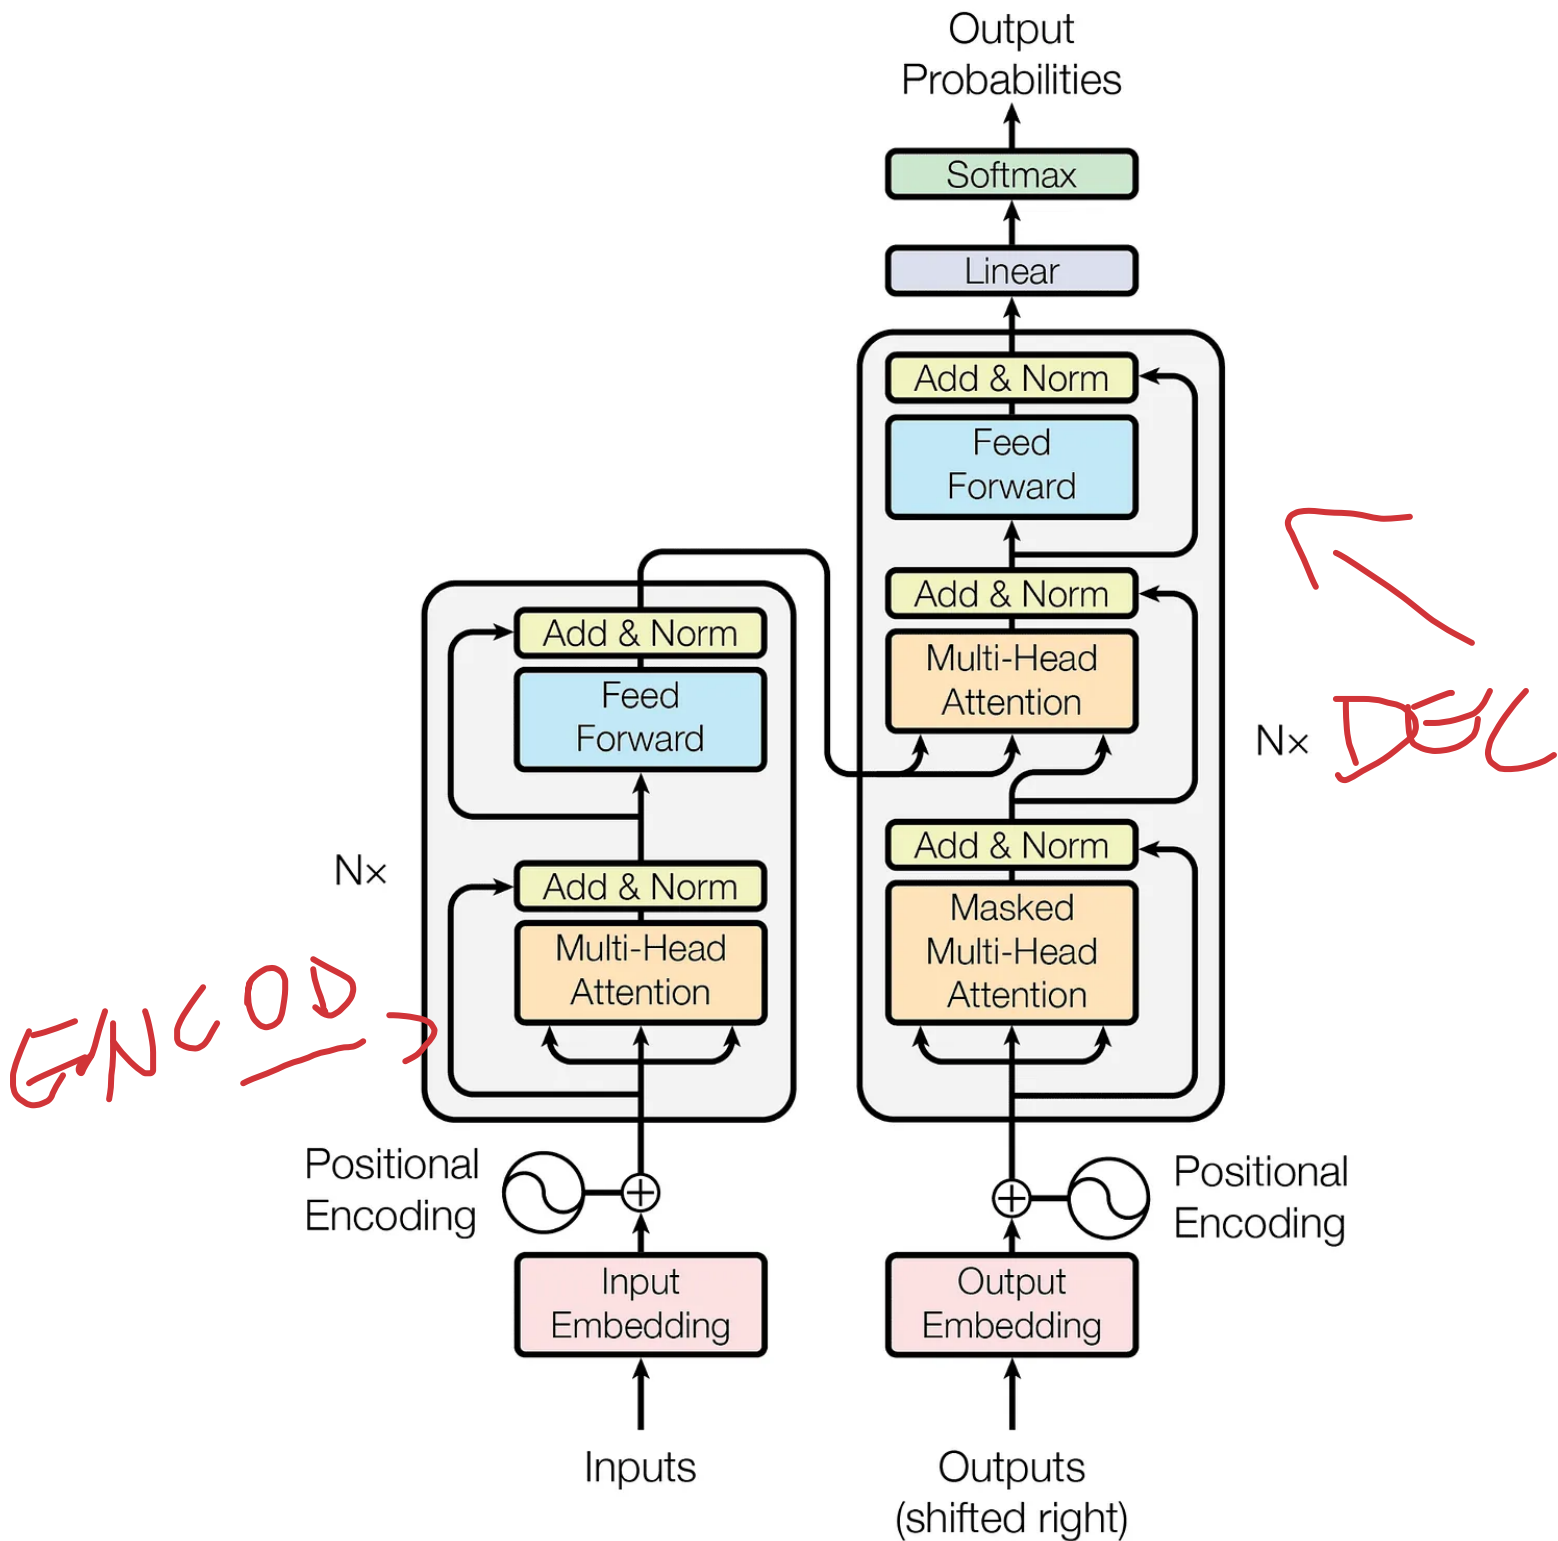 Output
Probabilities
Softmax
Linear
Add & Norm
Feed
Forward
Add & Norm
Multi-Head
Attention
Nx
DEC
Add & Norm
Masked
Multi-Head
Attention
Add & Norm
Feed
Forward
Nx
Add & Norm
Multi-Head
Attention
ENCOD
Positional
Encoding
Positional
Encoding
Input
Embedding
Output
Embedding
Inputs
Outputs
(shifted right)